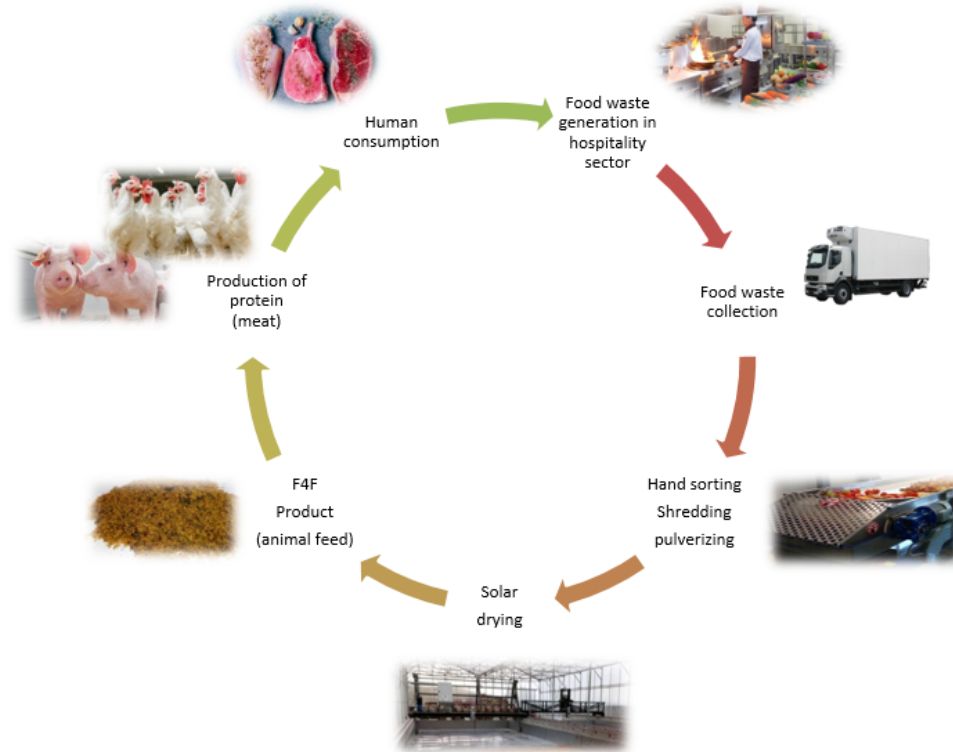 Human
consumption
Food waste
generation in
hospitality
sector
Food waste
collection
Hand sorting
Shredding
pulverizing
Solar
drying
F4F
Product
(animal feed)
Production of
protein
(meat)